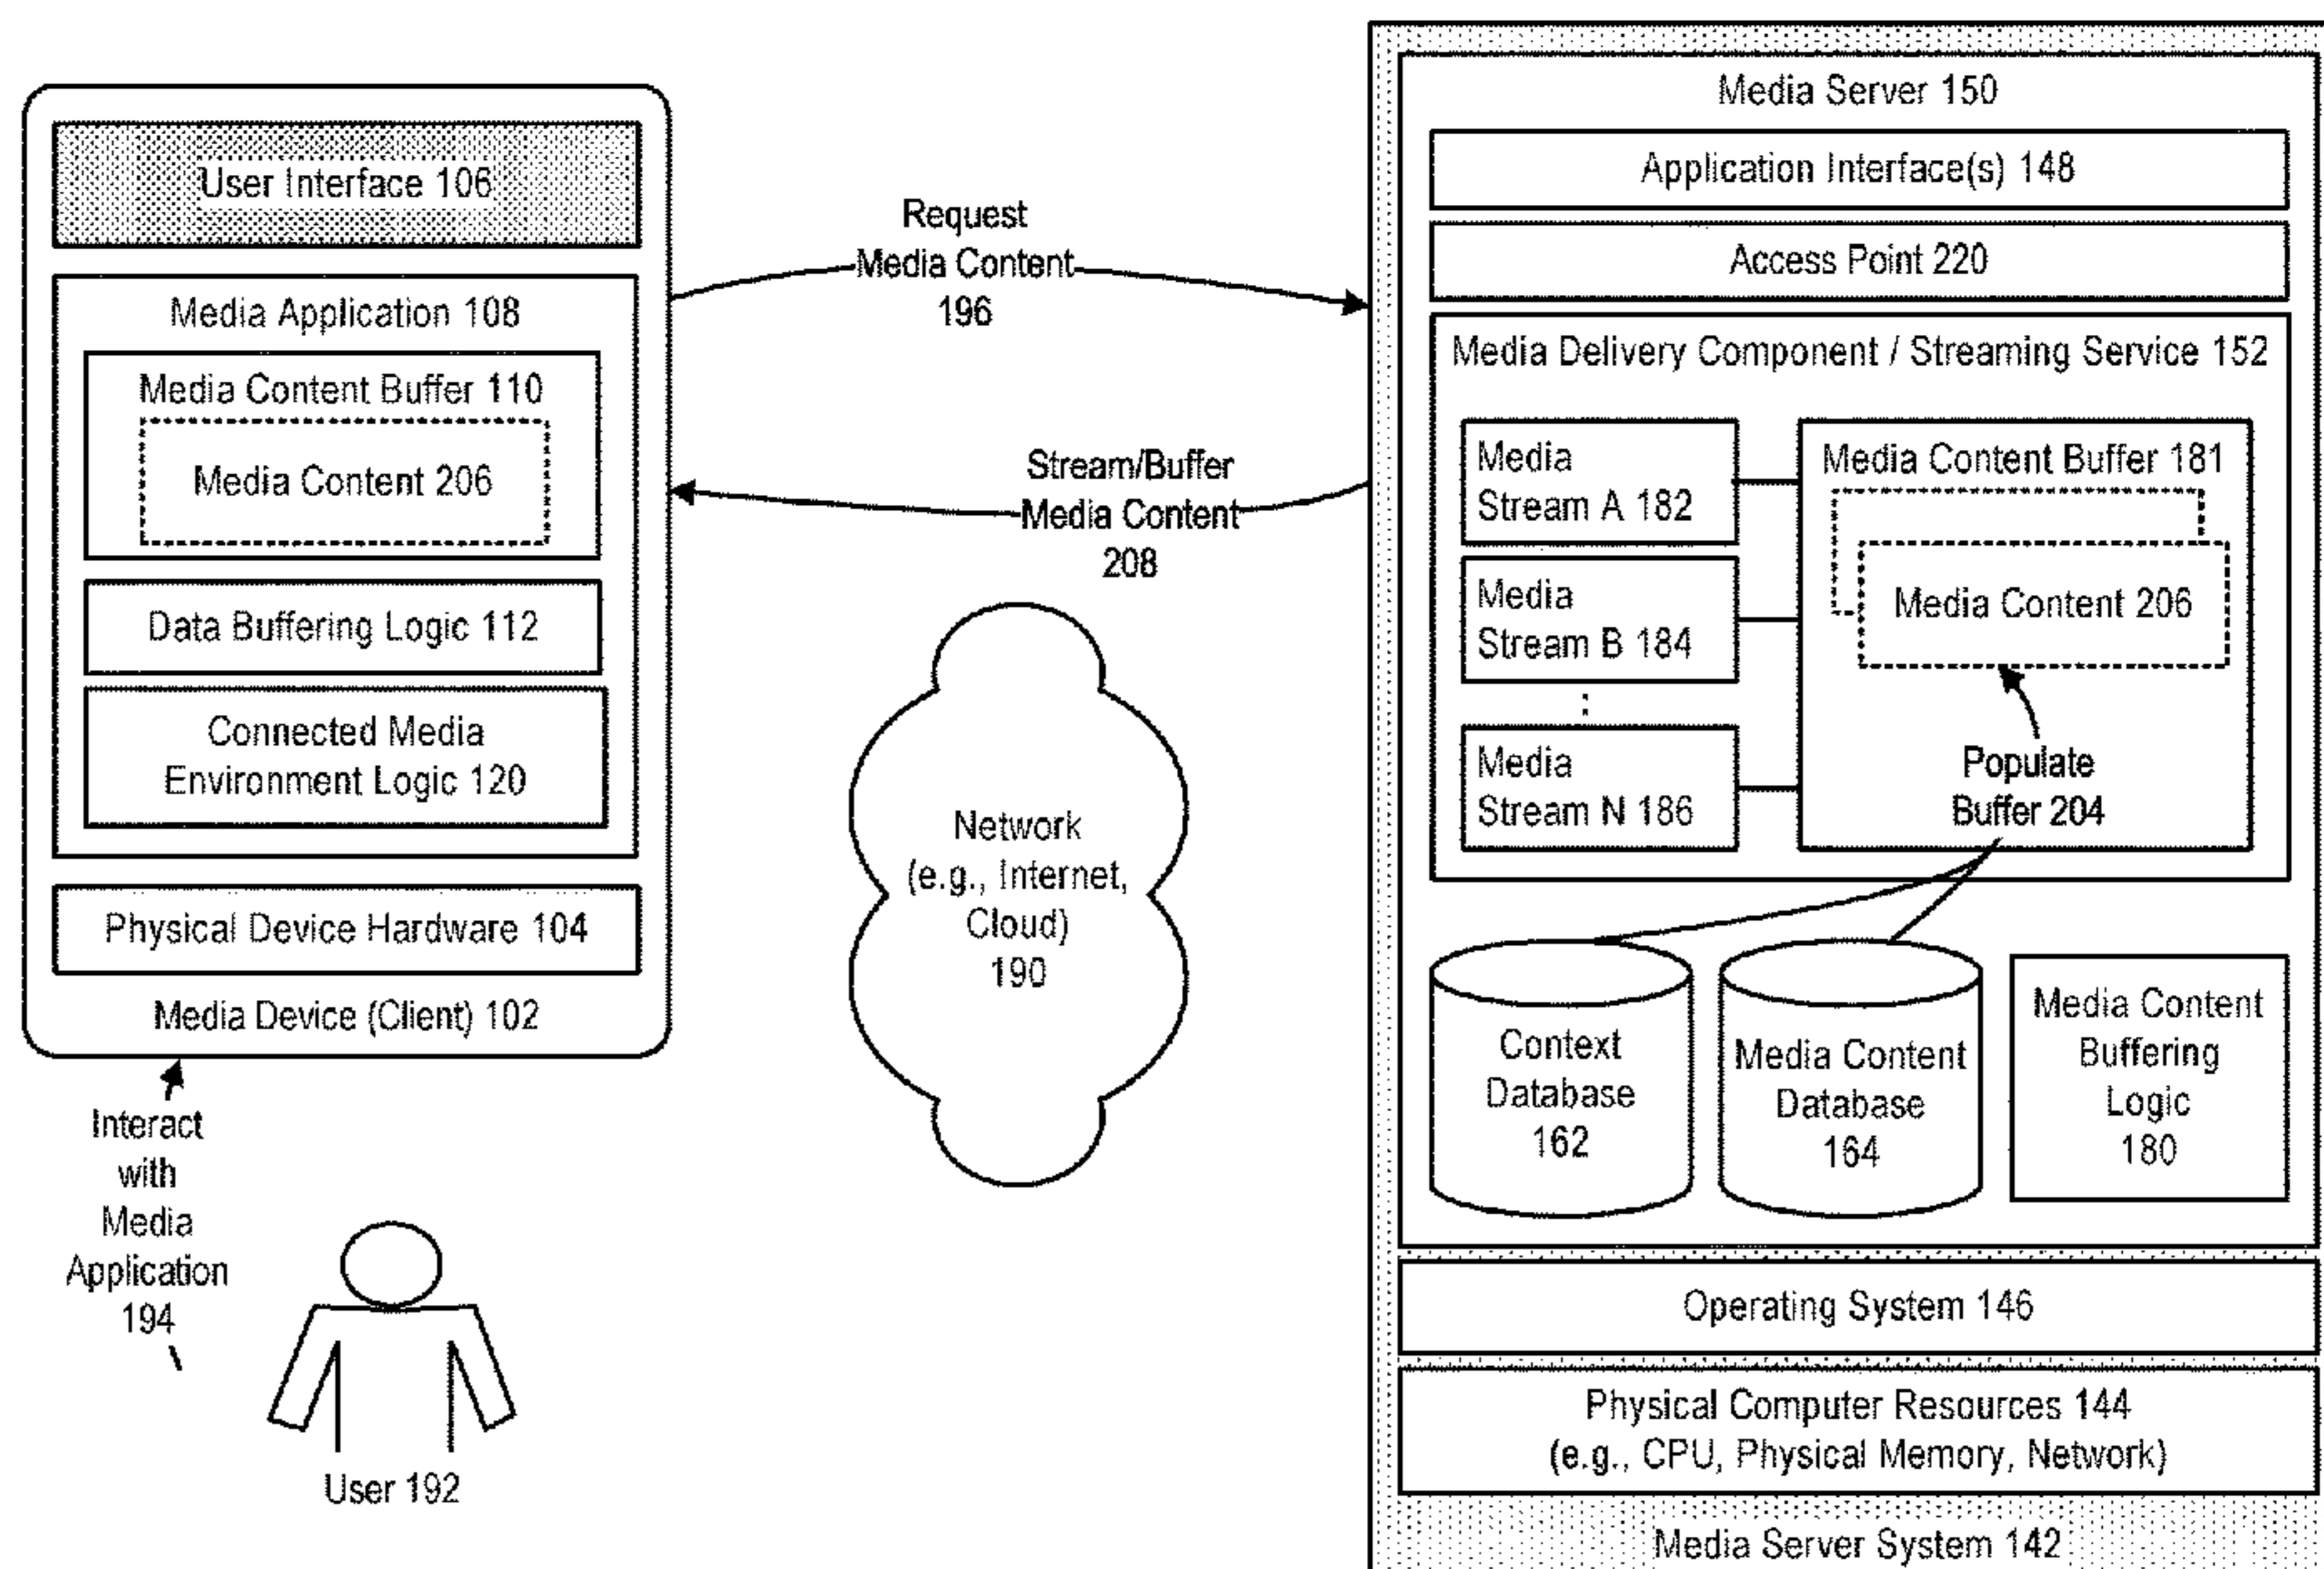 User Interface 106
Media Application 108
Media Content Buffer 110
Media Content 206
Data Buffering Logic 112
Connected Media
Environment Logic 120
Physical Device Hardware 104
Media Device (Client) 102
Interact
with
Media
Application
194
User 192
Request
Media Content
196
Stream/Buffer
Media Content
208
Network
(e.g., Internet,
Cloud)
190
Media Server 150
Application Interface(s) 148
Access Point 220
Media Delivery Component / Streaming Service 152
Media
Stream A 182
Media
Stream B 184
:
Media
Stream N 186
Media Content Buffer 181
Media Content 206
Populate
Buffer 204
Context
Database
162
Media Content
Database
164
Media Content
Buffering
Logic
180
Operating System 146
Physical Computer Resources 144
(e.g., CPU, Physical Memory, Network)
Media Server System 142